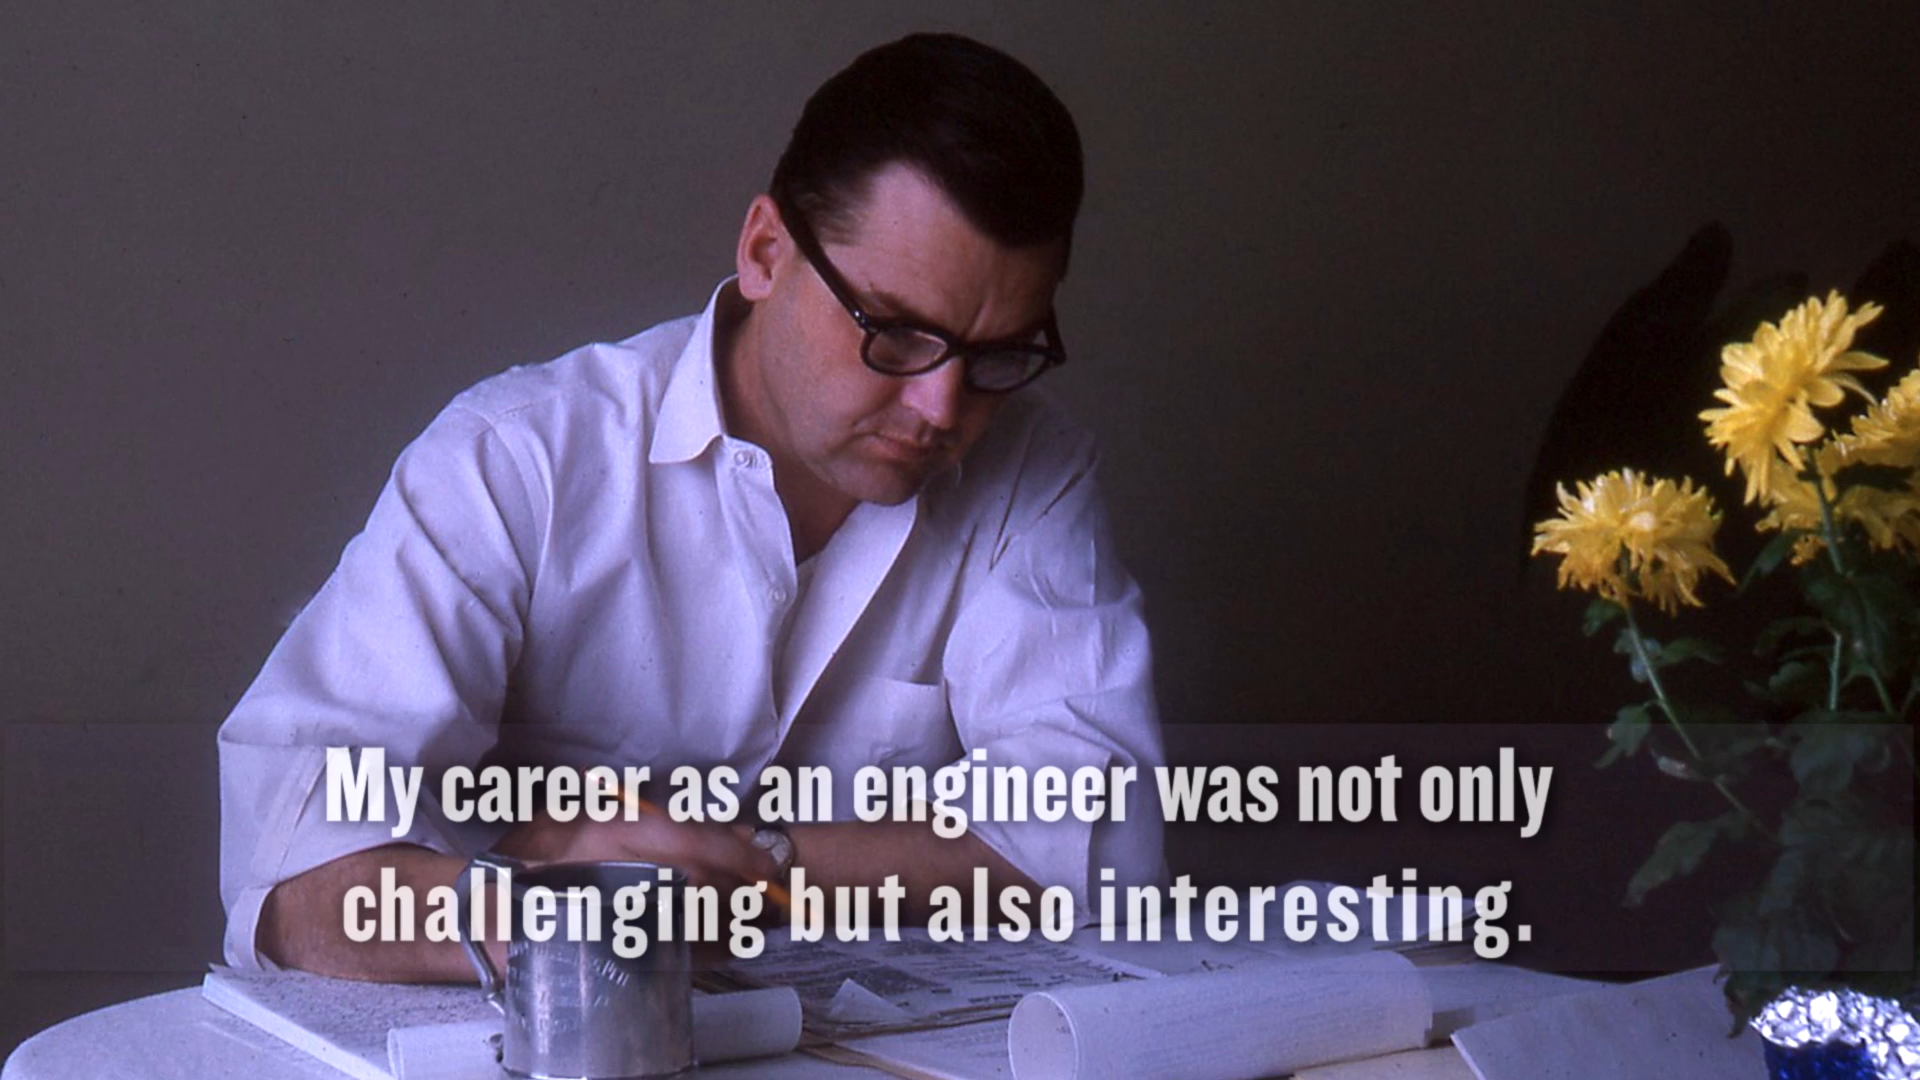 My career as an engineer was not only
challenging but also interesting.